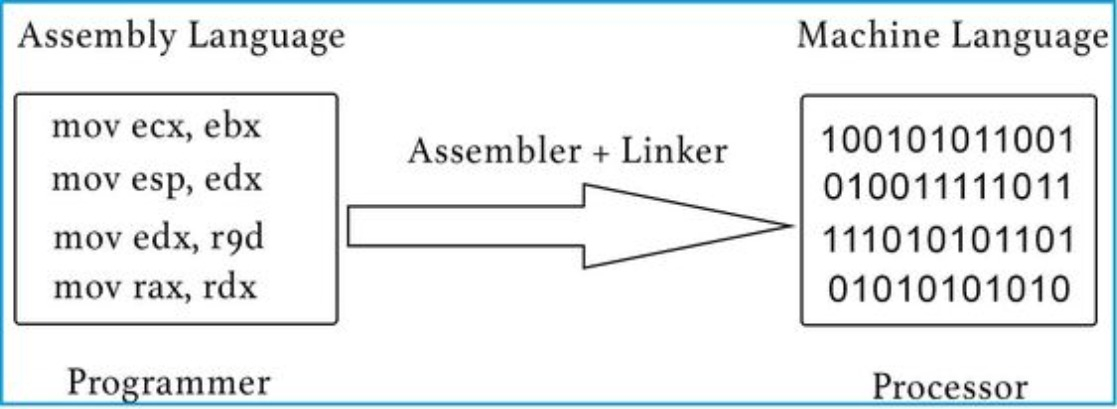 Assembly Language
mov ecx, ebx
mov esp, edx
mov edx, r9d
mov rax, rdx
Programmer
Assembler + Linker
Machine Language
100101011001
010011111011
111010101101
01010101010
Processor